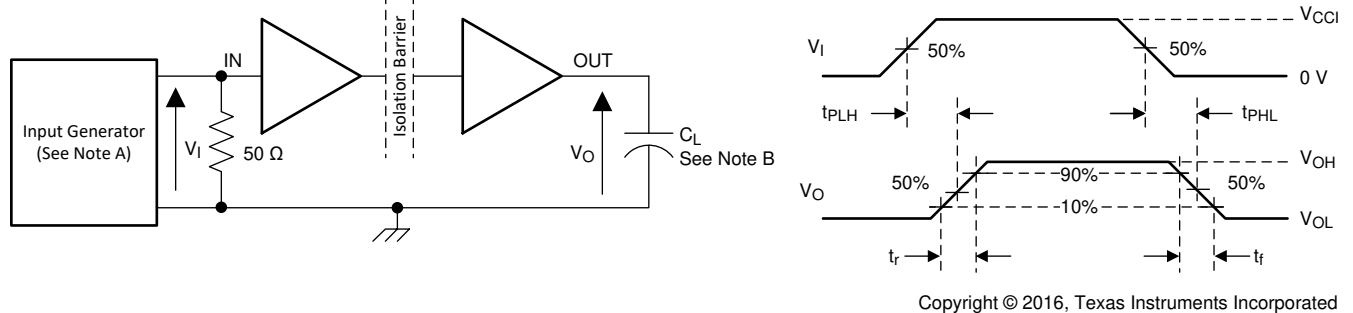 Input Generator
(See Note A)
V_I
IN
50 Ω
Isolation Barrier
OUT
V_O
C_L
See Note B
V_I
50%
50%
V_CCI
0 V
t_PLH
t_PHL
V_O
50%
90%
50%
10%
V_OH
V_OL
t_r
t_f
Copyright © 2016, Texas Instruments Incorporated